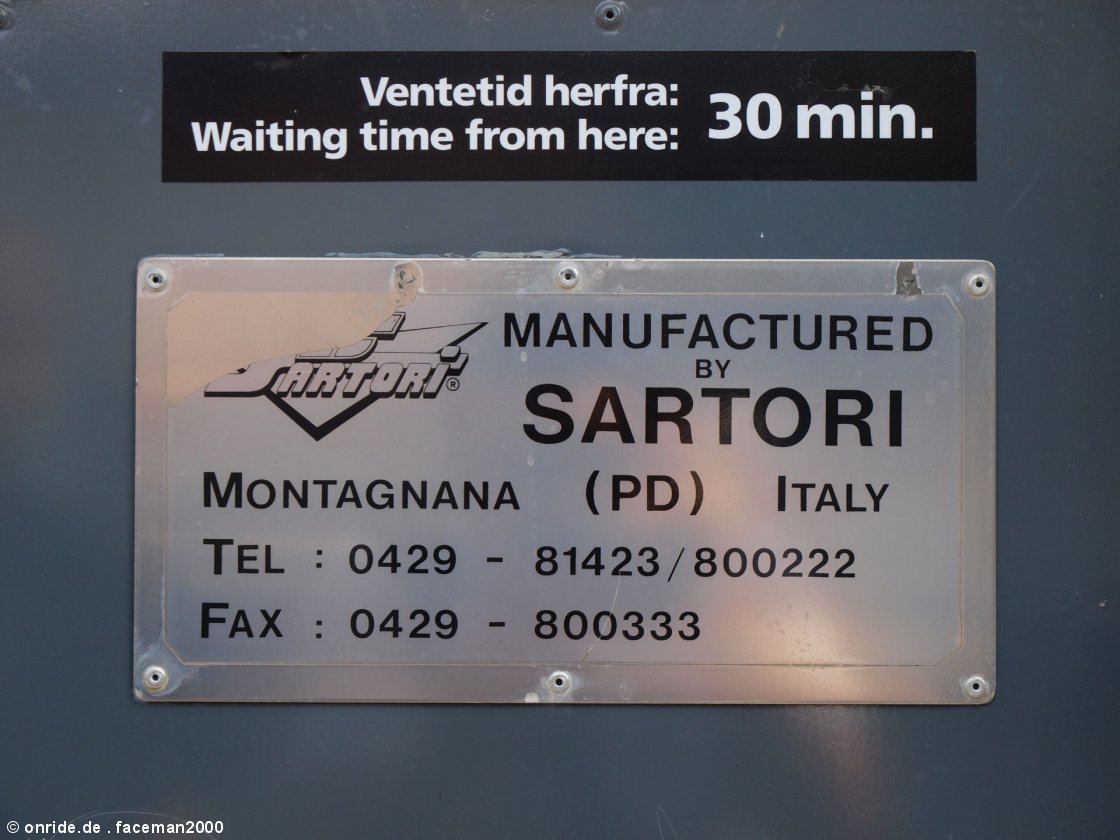 Ventetid herfra:
Waiting time from here:
30 min.
SARTORI®
MANUFACTURED
BY
SARTORI
MONTAGNANA (PD) ITALY
TEL : 0429 - 81423/800222
FAX : 0429 - 800333
© onride.de . faceman2000